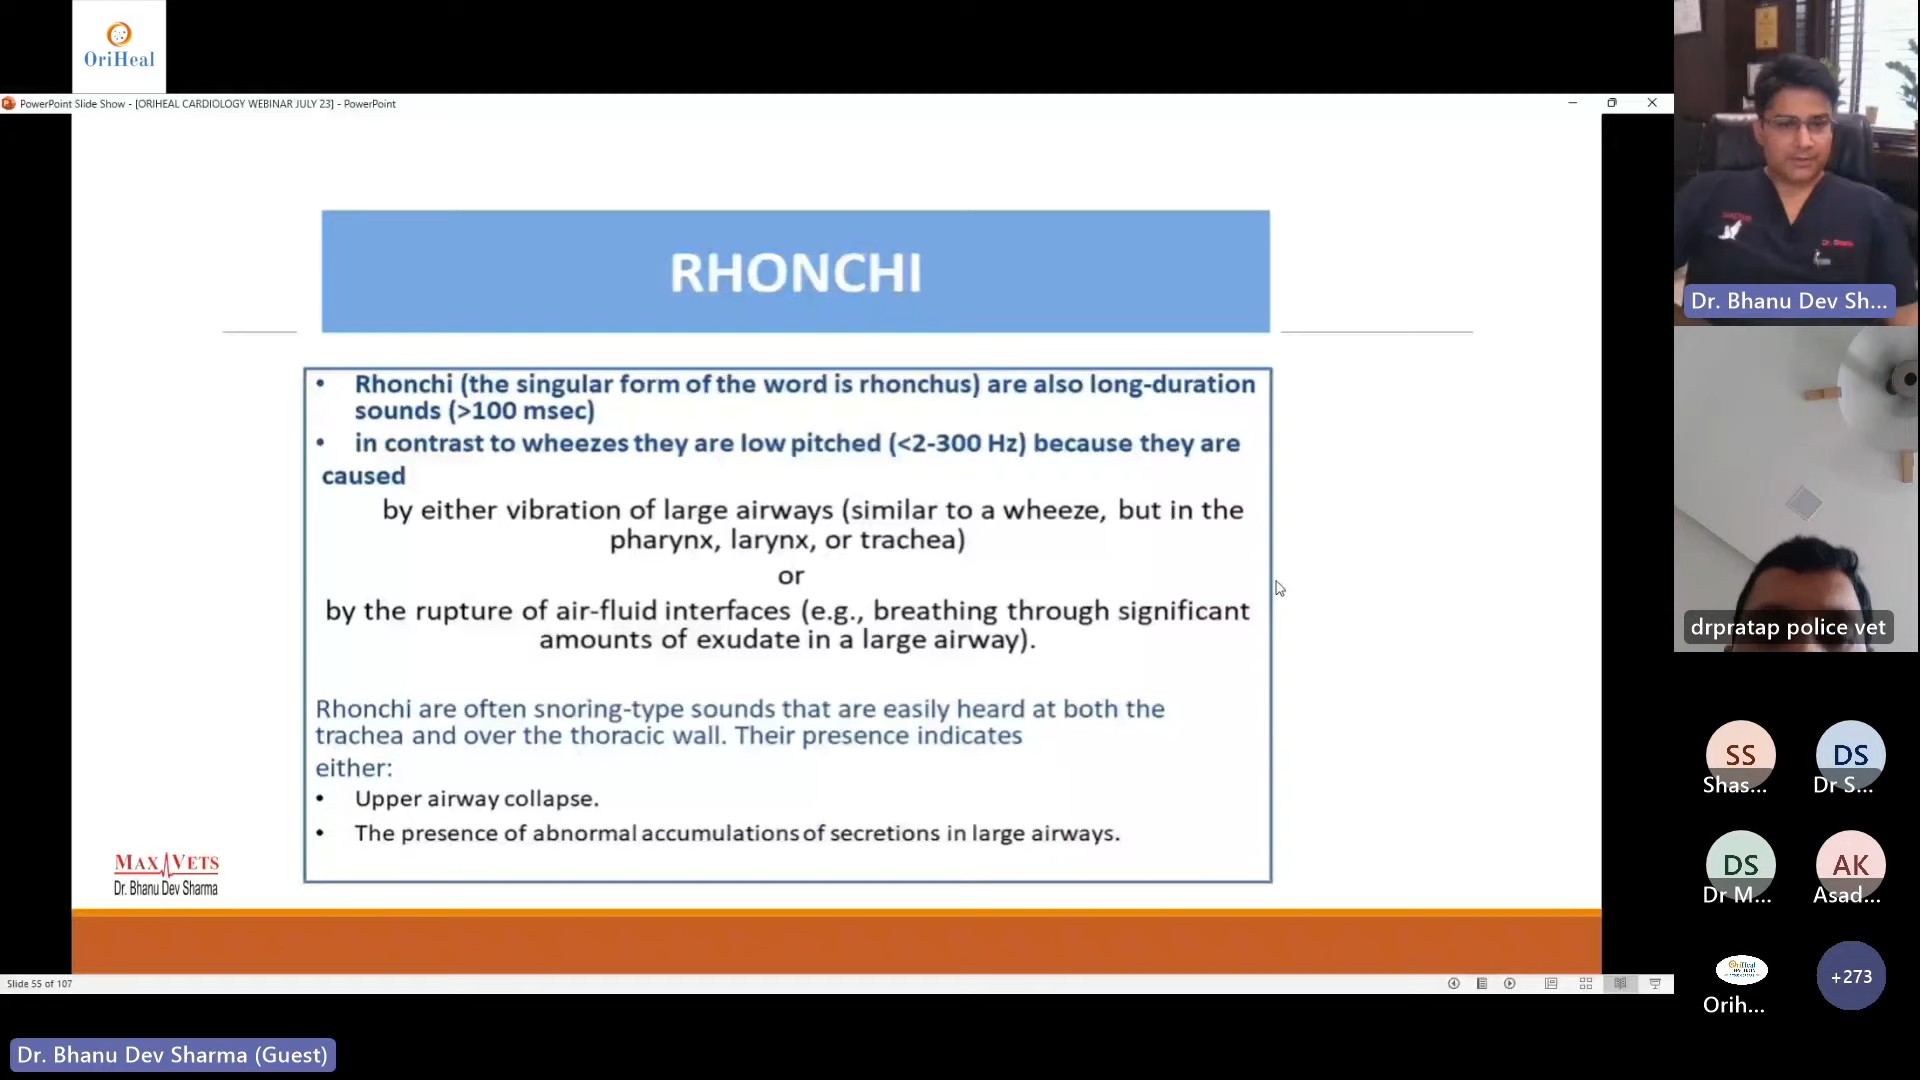 OriHeal
PowerPoint Slide Show - [ORIHEAL CARDIOLOGY WEBINAR JULY 23] - PowerPoint
RHONCHI
• Rhonchi (the singular form of the word is rhonchus) are also long-duration
sounds (>100 msec)
• in contrast to wheezes they are low pitched (<2-300 Hz) because they are
caused
by either vibration of large airways (similar to a wheeze, but in the
pharynx, larynx, or trachea)
or
by the rupture of air-fluid interfaces (e.g., breathing through significant
amounts of exudate in a large airway).
Rhonchi are often snoring-type sounds that are easily heard at both the
trachea and over the thoracic wall. Their presence indicates
either:
• Upper airway collapse.
• The presence of abnormal accumulations of secretions in large airways.
MAX VETS
Dr. Bhanu Dev Sharma
Slide 55 of 107
Dr. Bhanu Dev Sharma (Guest)
Dr. Bhanu Dev Sh...
drpratap police vet
SS
Shas...
DS
Dr S...
DS
Dr M...
AK
Asad...
OriHeal
Orih...
+273